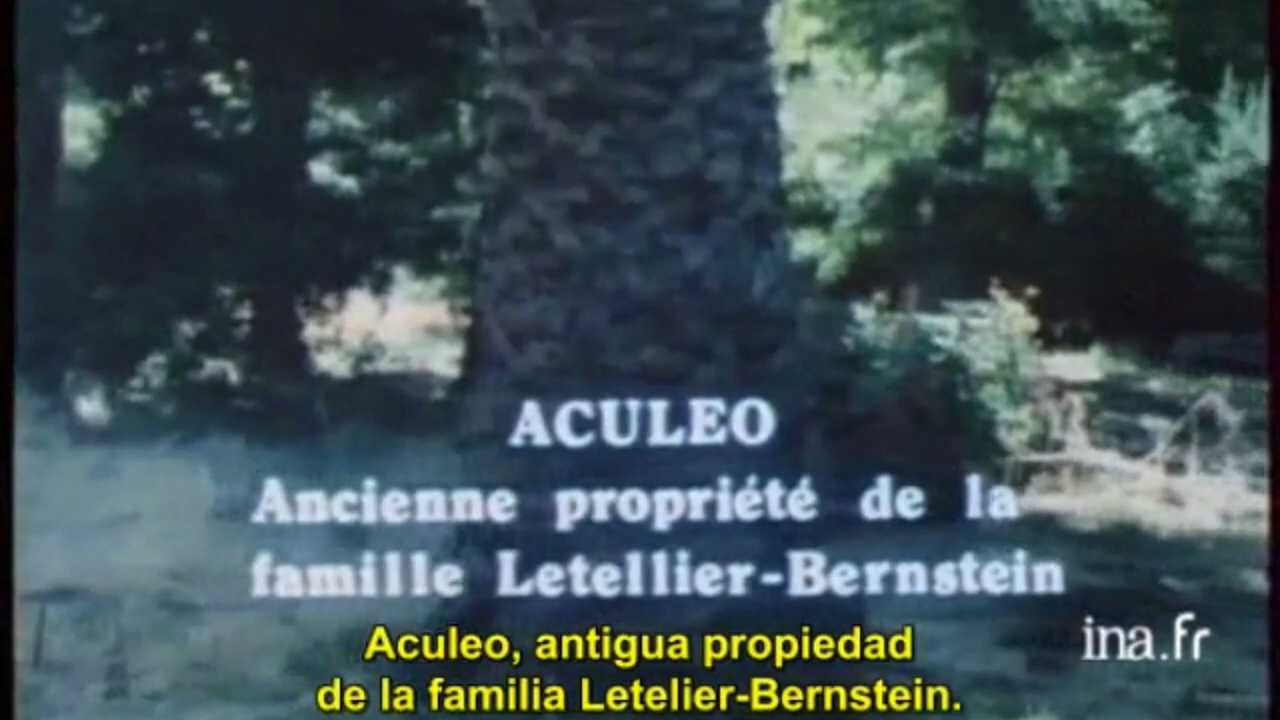 ACULEO
Ancienne propriété de la
famille Letellier-Bernstein
Aculeo, antigua propiedad
de la familia Letelier-Bernstein.
ina.fr